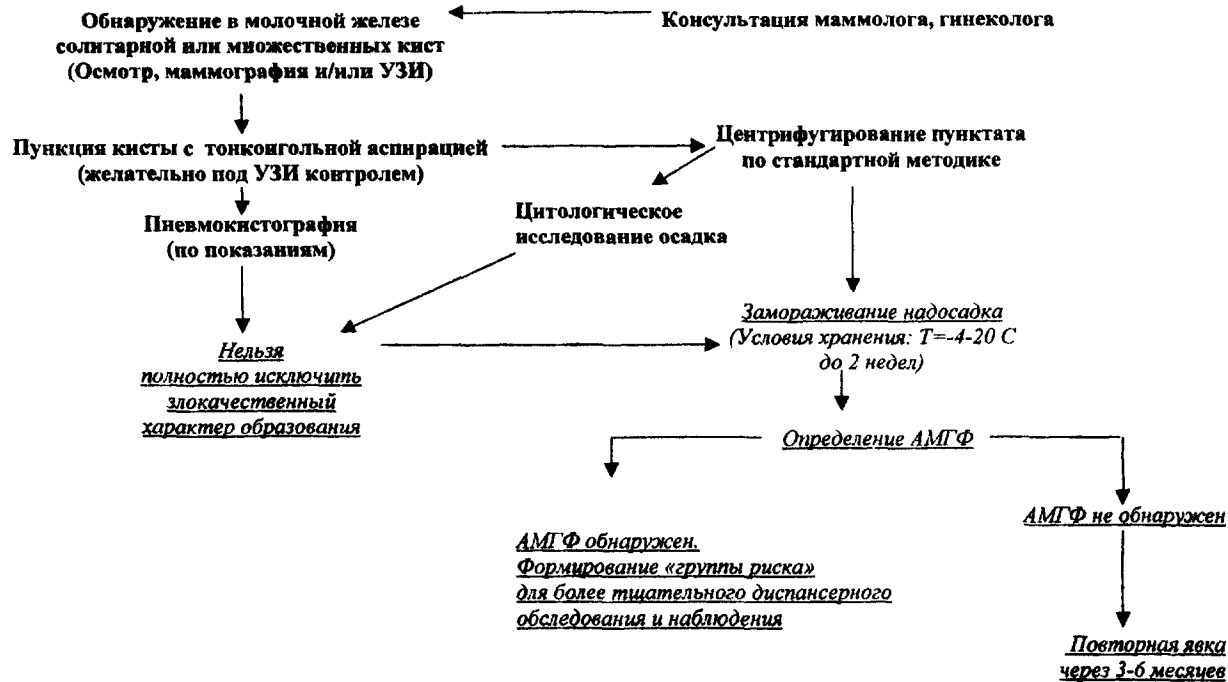 Обнаружение в молочной железе
солитарной или множественных кист
(Осмотр, маммография и/или УЗИ)
Консультация маммолога, гинеколога
Пункция кисты с тонкоигольной аспирацией
(желательно под УЗИ контролем)
Центрифугирование пунктата
по стандартной методике
Пневмокистография
(по показаниям)
Цитологическое
исследование осадка
Нельзя
полностью исключить
злокачественный
характер образования
Замораживание надосадка
(Условия хранения: T=-4-20 С
до 2 недел)
Определение АМГФ
АМГФ обнаружен.
Формирование «группы риска»
для более тщательного диспансерного
обследования и наблюдения
АМГФ не обнаружен
Повторная явка
через 3-6 месяцев